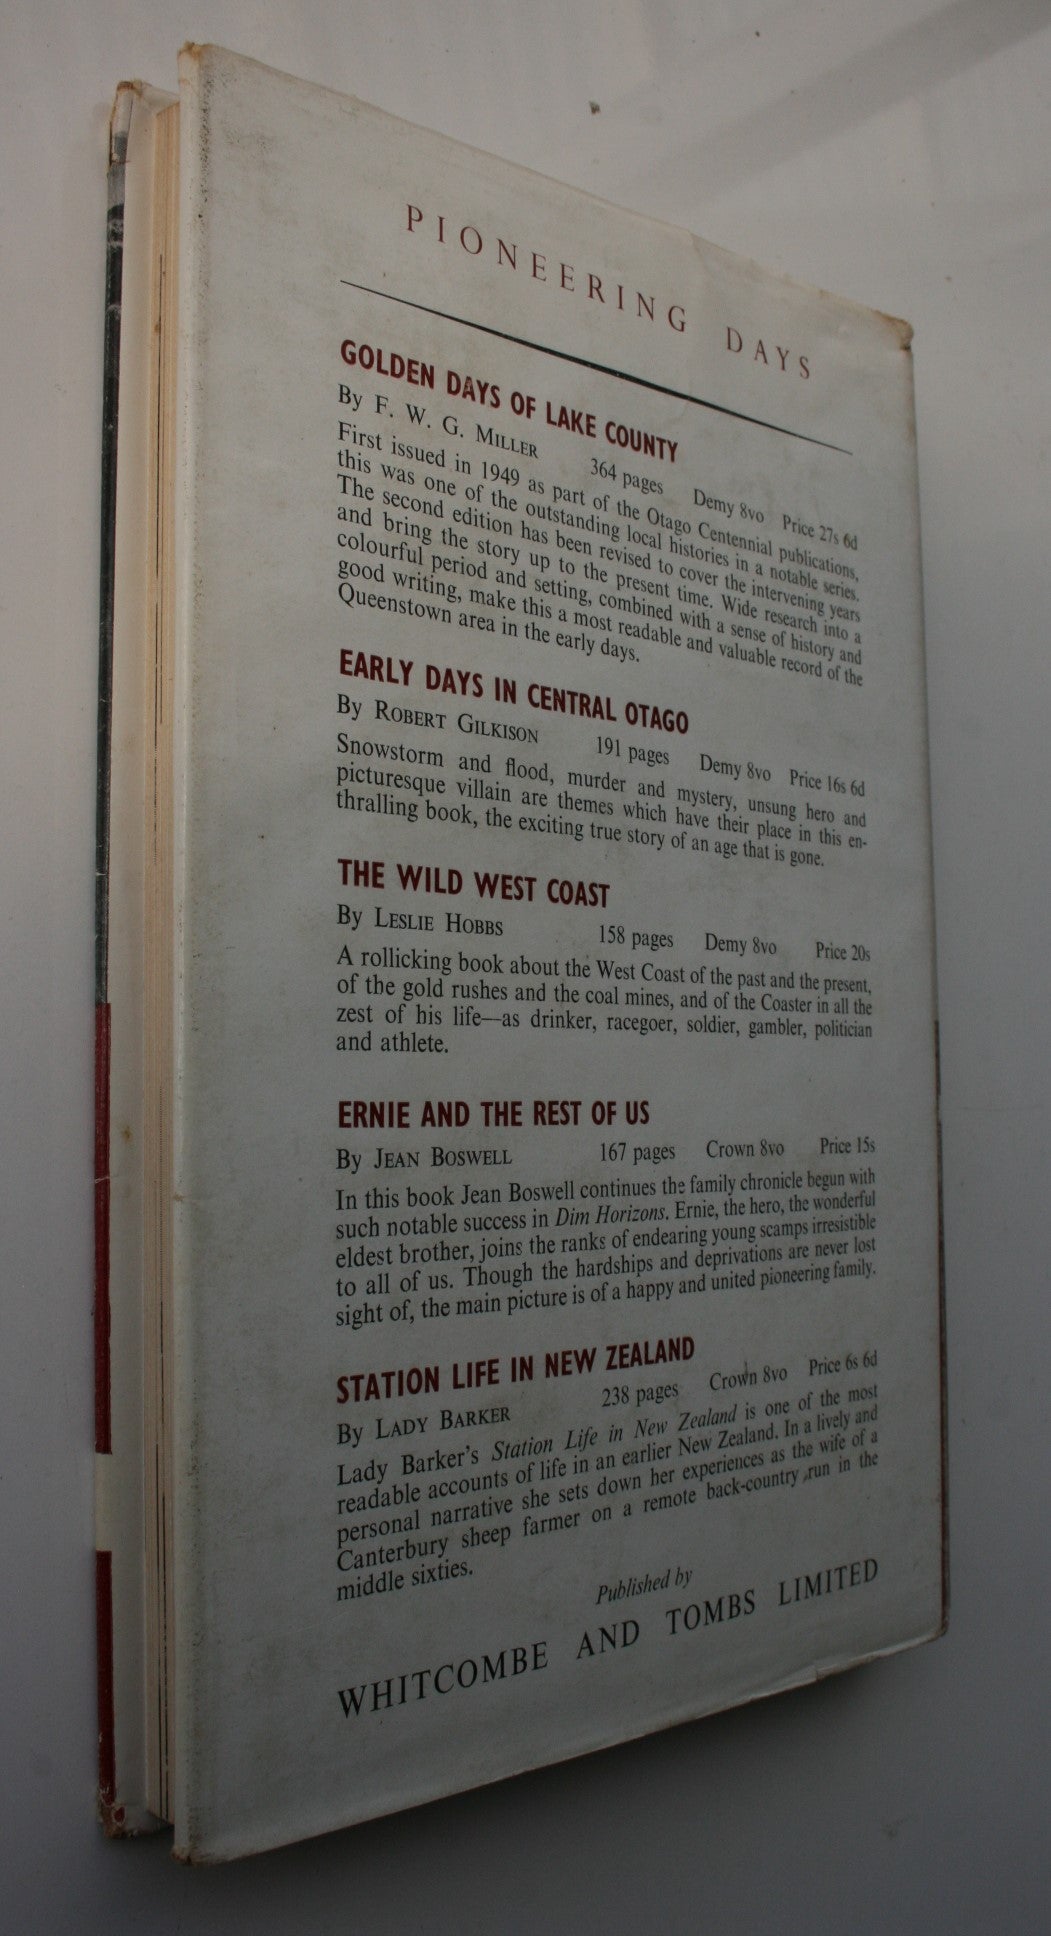 PIONEERING DAYS
GOLDEN DAYS OF LAKE COUNTY
By F. W. G. MILLER 364 pages Demy 8vo Price 27s 6d
First issued in 1949 as part of the Otago Centennial publications,
this was one of the outstanding local histories in a notable series.
The second edition has been revised to cover the intervening years
and bring the story up to the present time. Wide research into a
colourful period and setting, combined with a sense of history and
good writing, make this a most readable and valuable record of the
Queenstown area in the early days.
EARLY DAYS IN CENTRAL OTAGO
By ROBERT GILKISON 191 pages Demy 8vo Price 16s 6d
Snowstorm and flood, murder and mystery, unsung hero and
picturesque villain are themes which have their place in this en-
thralling book, the exciting true story of an age that is gone.
THE WILD WEST COAST
By LESLIE HOBBS 158 pages Demy 8vo Price 20s
A rollicking book about the West Coast of the past and the present,
of the gold rushes and the coal mines, and of the Coaster in all the
zest of his life—as drinker, racegoer, soldier, gambler, politician
and athlete.
ERNIE AND THE REST OF US
By JEAN BOSWELL 167 pages Crown 8vo Price 15s
In this book Jean Boswell continues the family chronicle begun with
such notable success in Dim Horizons. Ernie, the hero, the wonderful
eldest brother, joins the ranks of endearing young scamps irresistible
to all of us. Though the hardships and deprivations are never lost
sight of, the main picture is of a happy and united pioneering family.
STATION LIFE IN NEW ZEALAND
By LADY BARKER 238 pages Crown 8vo Price 6s 6d
Lady Barker's Station Life in New Zealand is one of the most
readable accounts of life in an earlier New Zealand. In a lively and
personal narrative she sets down her experiences as the wife of a
Canterbury sheep farmer on a remote back-country run in the
middle sixties.
Published by
WHITCOMBE AND TOMBS LIMITED